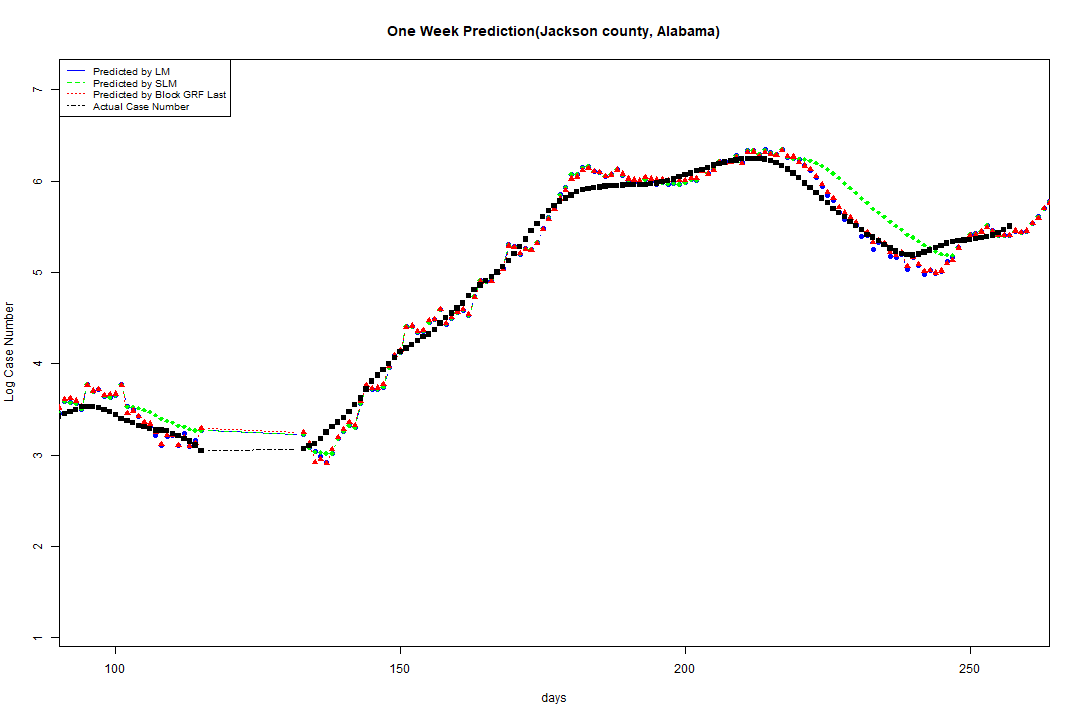 One Week Prediction(Jackson county, Alabama)
Predicted by LM
Predicted by SLM
Predicted by Block GRF Last
Actual Case Number
7
6
5
4
3
2
1
Log Case Number
100 150 200 250
days